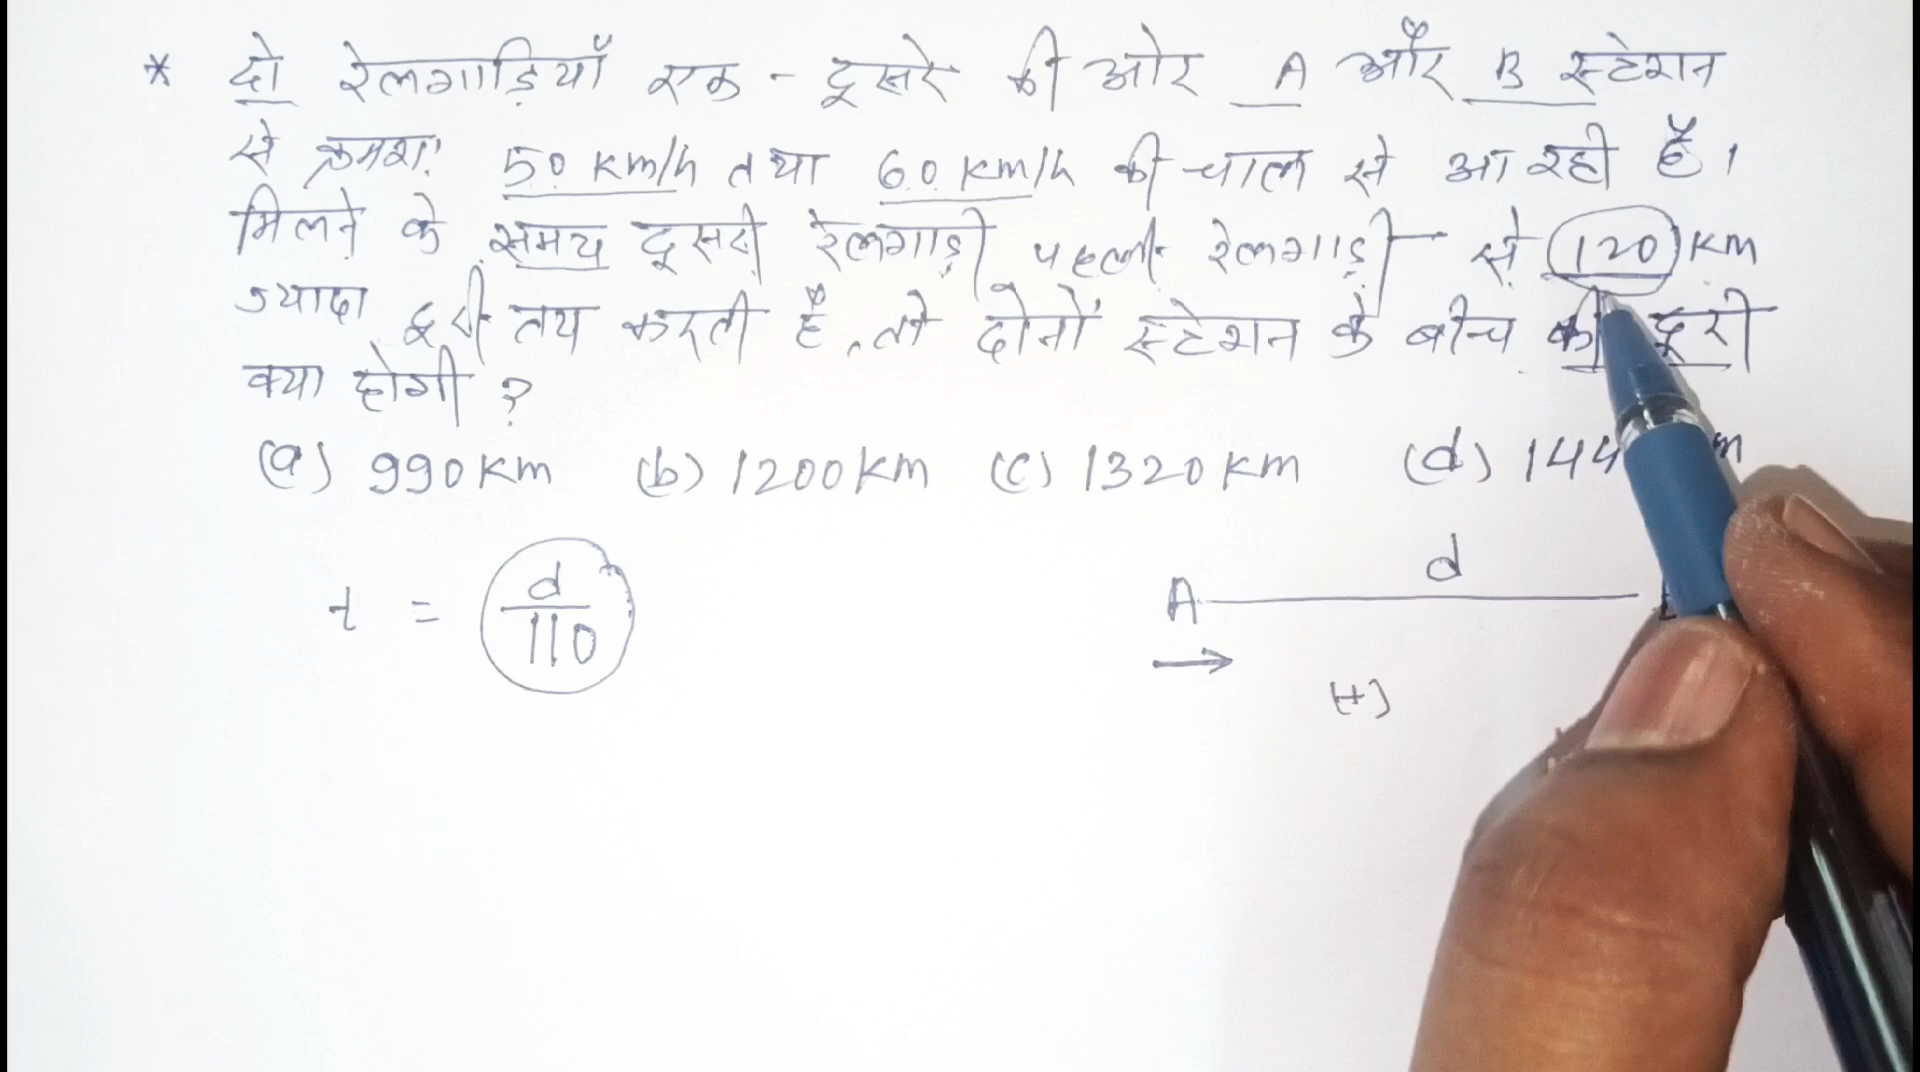 * दो रेलगाड़ियाँ एक - दूसरे की ओर A और B स्टेशन
से क्रमशः 50 km/h तथा 60 km/h की चाल से आ रही हैं।
मिलने के समय दूसरी रेलगाड़ी पहली रेलगाड़ी से 120 km
ज्यादा दूरी तय करती है, तो दोनों स्टेशन के बीच की दूरी
क्या होगी ?
(a) 990 km (b) 1200 km (c) 1320 km (d) 144
t = d/110
d
A
(+)